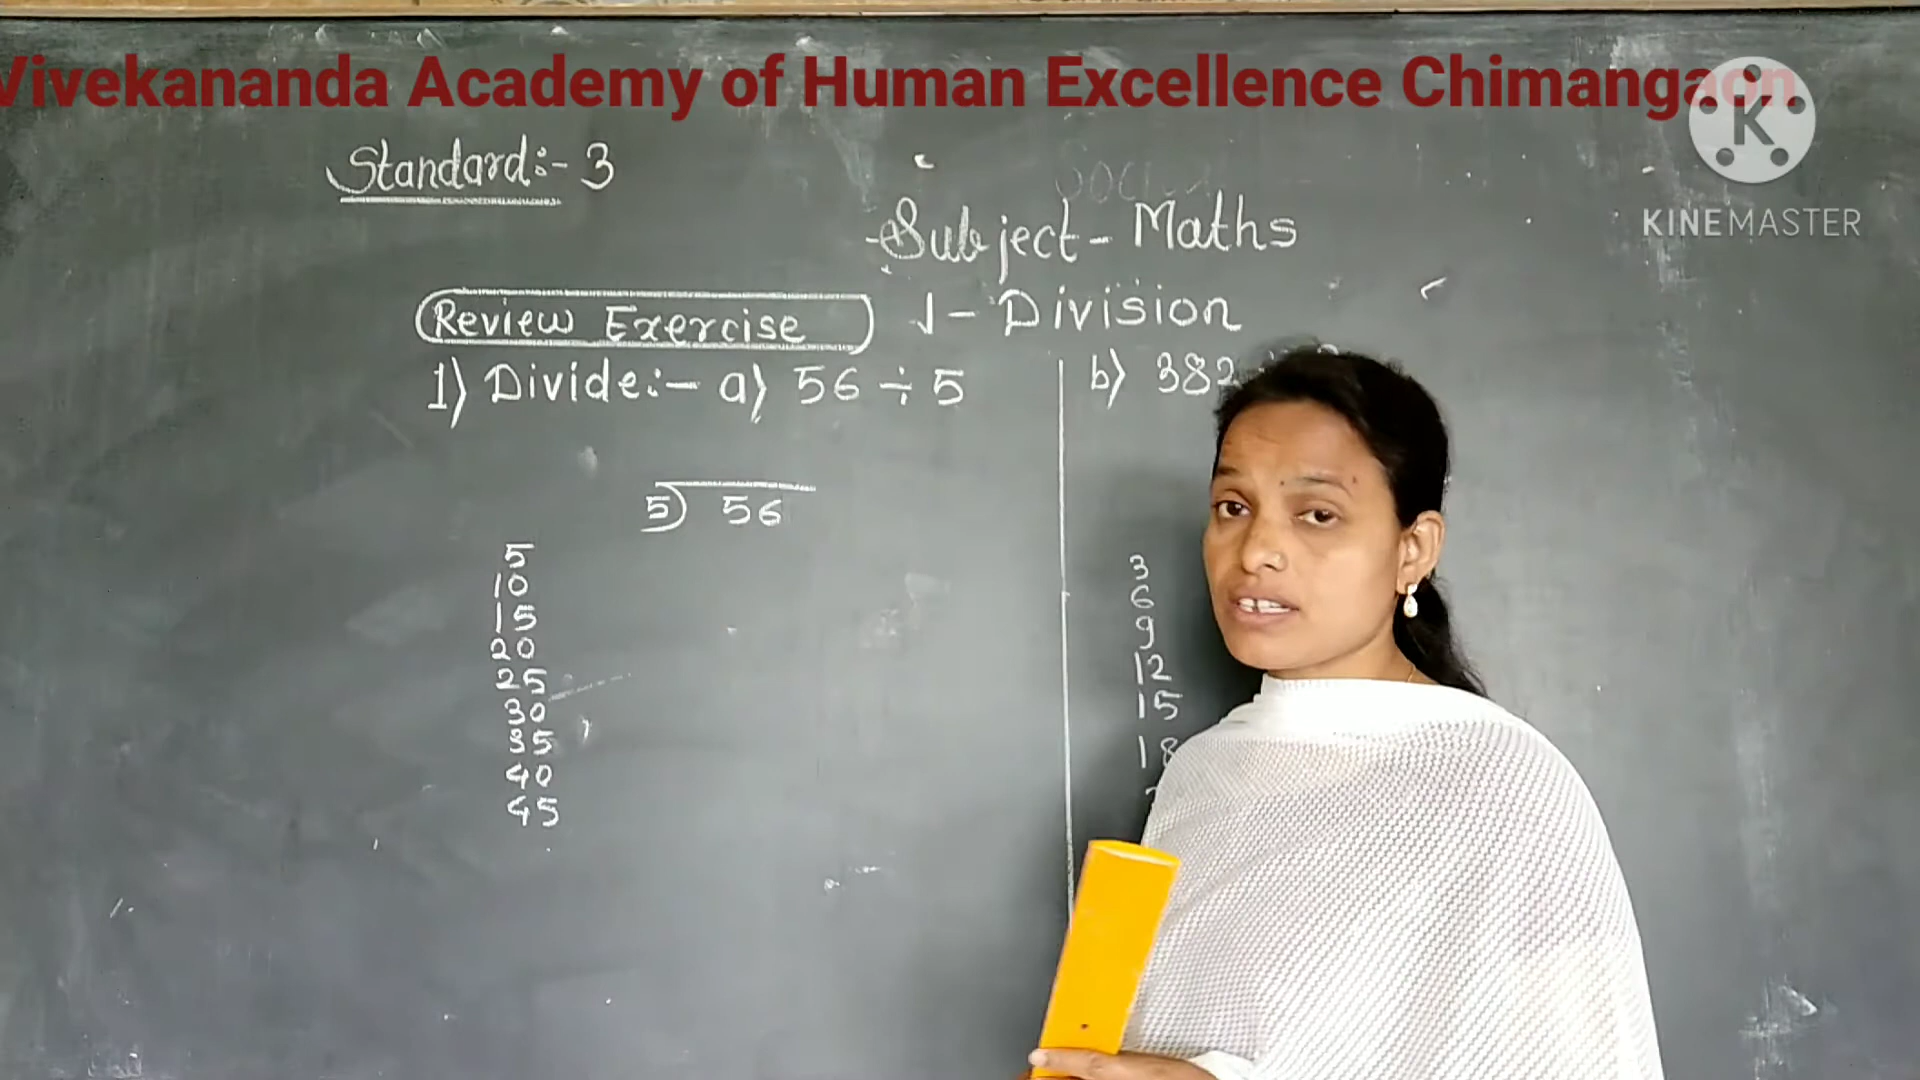 Vivekananda Academy of Human Excellence Chimangaon
K
KINEMASTER
Standard:- 3
Subject - Maths
Review Exercise 1 - Division
1) Divide:- a) 56 ÷ 5
b) 382
5) 56
5
10
15
20
25
30
35
40
45
3
6
9
12
15
18